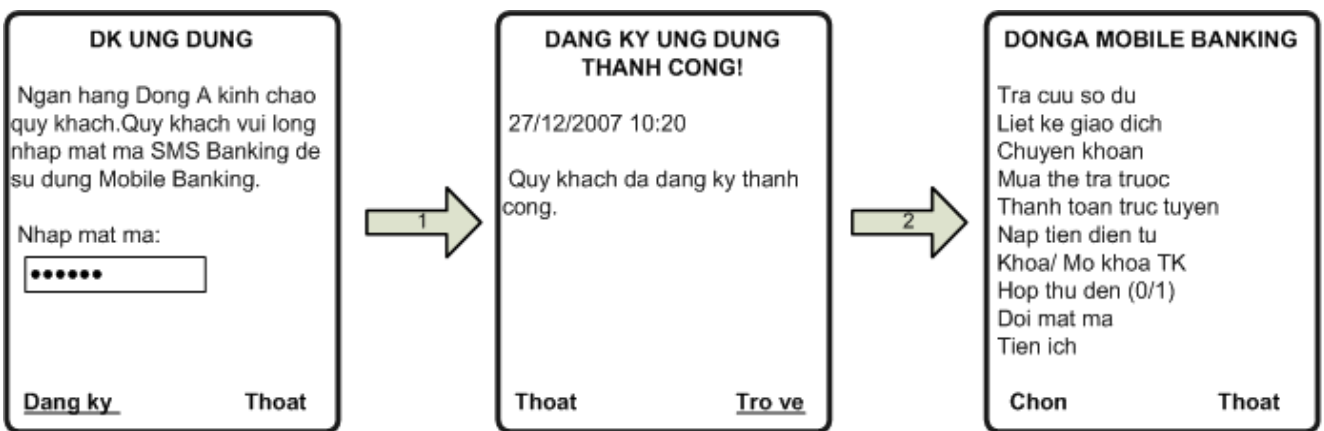 DK UNG DUNG
Ngan hang Dong A kinh chao
quy khach.Quy khach vui long
nhap mat ma SMS Banking de
su dung Mobile Banking.
Nhap mat ma:
••••••
Dang ky
Thoat
1
DANG KY UNG DUNG
THANH CONG!
27/12/2007 10:20
Quy khach da dang ky thanh
cong.
Thoat
Tro ve
2
DONGA MOBILE BANKING
Tra cuu so du
Liet ke giao dich
Chuyen khoan
Mua the tra truoc
Thanh toan truc tuyen
Nap tien dien tu
Khoa/ Mo khoa TK
Hop thu den (0/1)
Doi mat ma
Tien ich
Chon
Thoat